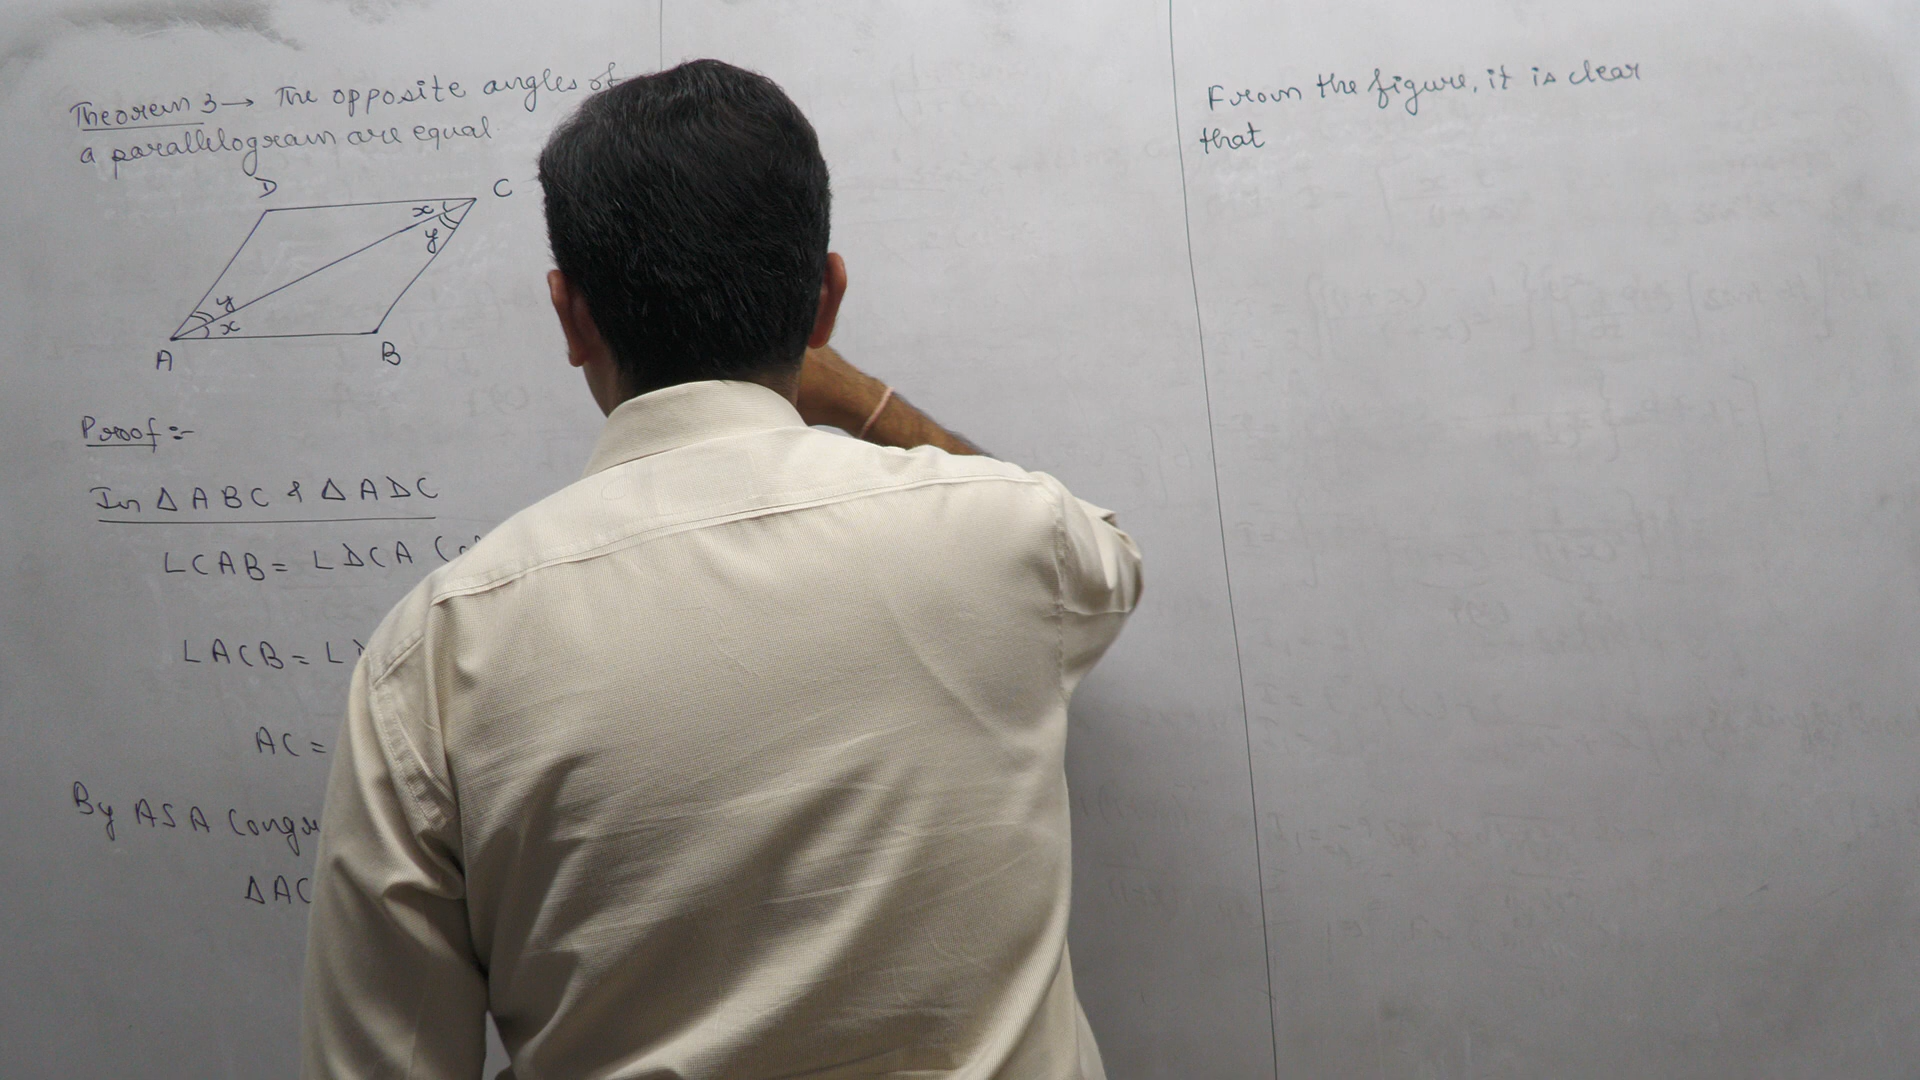 Theorem 3→ The opposite angles of
a parallelogram are equal.
D
C
x
y
y
x
A
B
Proof:-
In △ABC & △ADC
∠CAB = ∠DCA
∠ACB =
AC =
By ASA
△AC
From the figure, it is clear
that